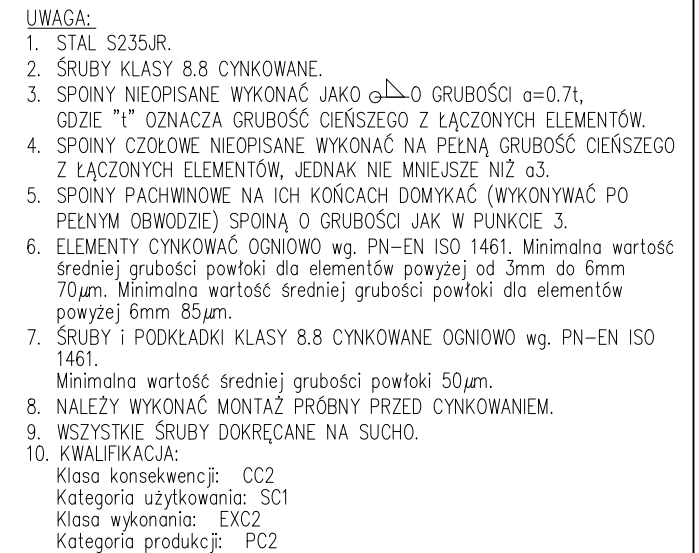 UWAGA:
1. STAL S235JR.
2. ŚRUBY KLASY 8.8 CYNKOWANE.
3. SPOINY NIEOPISANE WYKONAĆ JAKO O GRUBOŚCI a=0.7t,
GDZIE "t" OZNACZA GRUBOŚĆ CIEŃSZEGO Z ŁĄCZONYCH ELEMENTÓW.
4. SPOINY CZOŁOWE NIEOPISANE WYKONAĆ NA PEŁNĄ GRUBOŚĆ CIEŃSZEGO
Z ŁĄCZONYCH ELEMENTÓW, JEDNAK NIE MNIEJSZE NIŻ a3.
5. SPOINY PACHWINOWE NA ICH KOŃCACH DOMYKAĆ (WYKONYWAĆ PO
PEŁNYM OBWODZIE) SPOINĄ O GRUBOŚCI JAK W PUNKCIE 3.
6. ELEMENTY CYNKOWAĆ OGNIOWO wg. PN-EN ISO 1461. Minimalna wartość
średniej grubości powłoki dla elementów powyżej od 3mm do 6mm
70μm. Minimalna wartość średniej grubości powłoki dla elementów
powyżej 6mm 85μm.
7. ŚRUBY i PODKŁADKI KLASY 8.8 CYNKOWANE OGNIOWO wg. PN-EN ISO
1461.
Minimalna wartość średniej grubości powłoki 50μm.
8. NALEŻY WYKONAĆ MONTAŻ PRÓBNY PRZED CYNKOWANIEM.
9. WSZYSTKIE ŚRUBY DOKRĘCANE NA SUCHO.
10. KWALIFIKACJA:
Klasa konsekwencji: CC2
Kategoria użytkowania: SC1
Klasa wykonania: EXC2
Kategoria produkcji: PC2